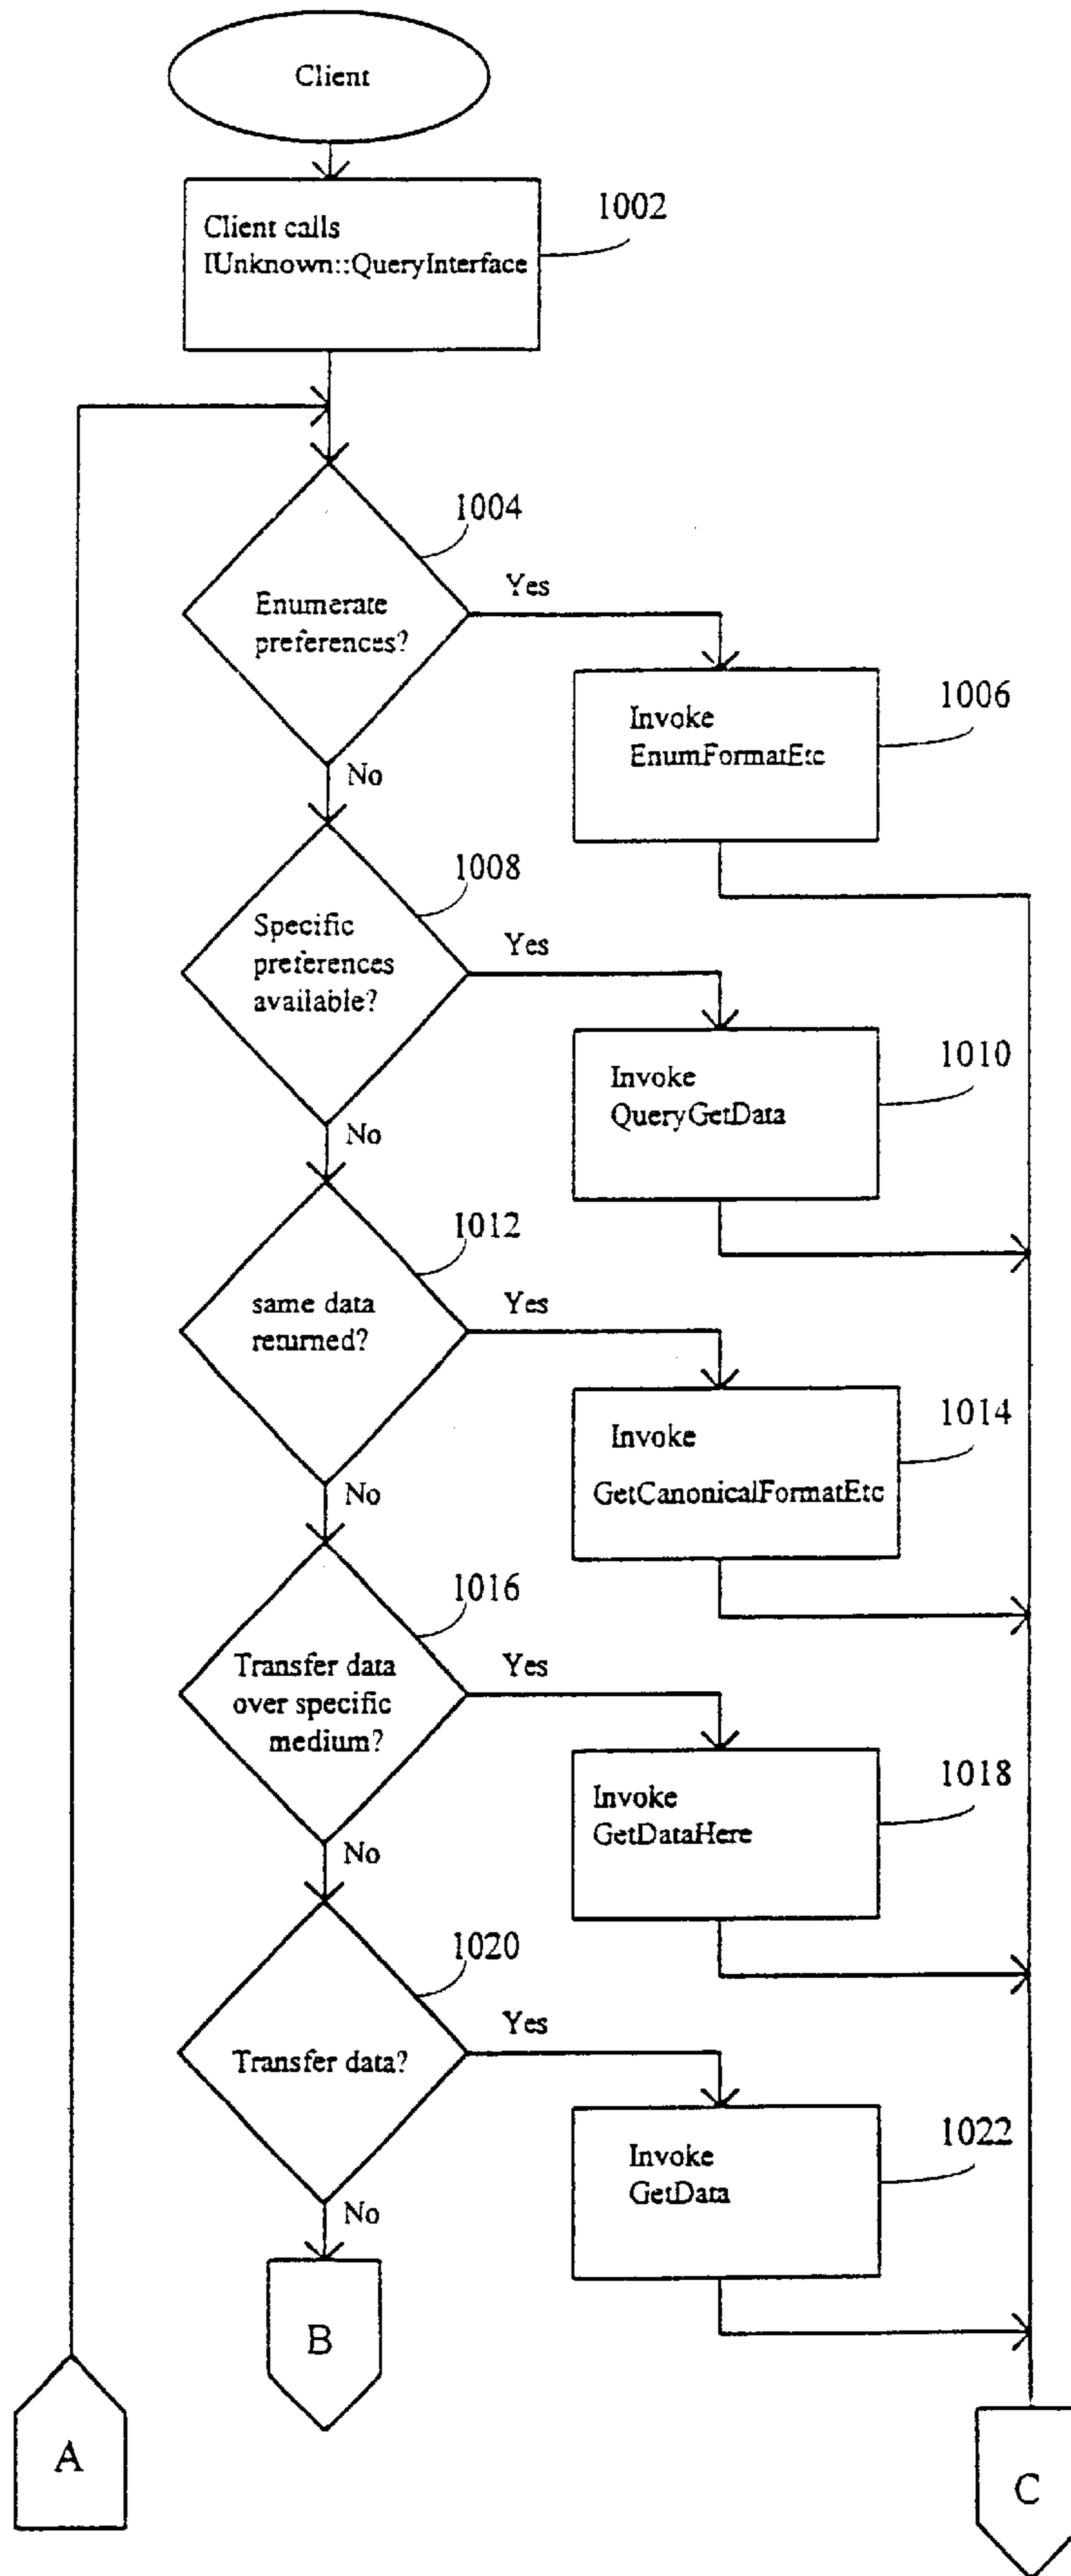 Client
1002
Client calls
IUnknown::QueryInterface
1004
Enumerate
preferences?
Yes
No
1006
Invoke
EnumFormatEtc
1008
Specific
preferences
available?
Yes
No
1010
Invoke
QueryGetData
1012
same data
returned?
Yes
No
1014
Invoke
GetCanonicalFormatEtc
1016
Transfer data
over specific
medium?
Yes
No
1018
Invoke
GetDataHere
1020
Transfer data?
Yes
No
1022
Invoke
GetData
B
A
C